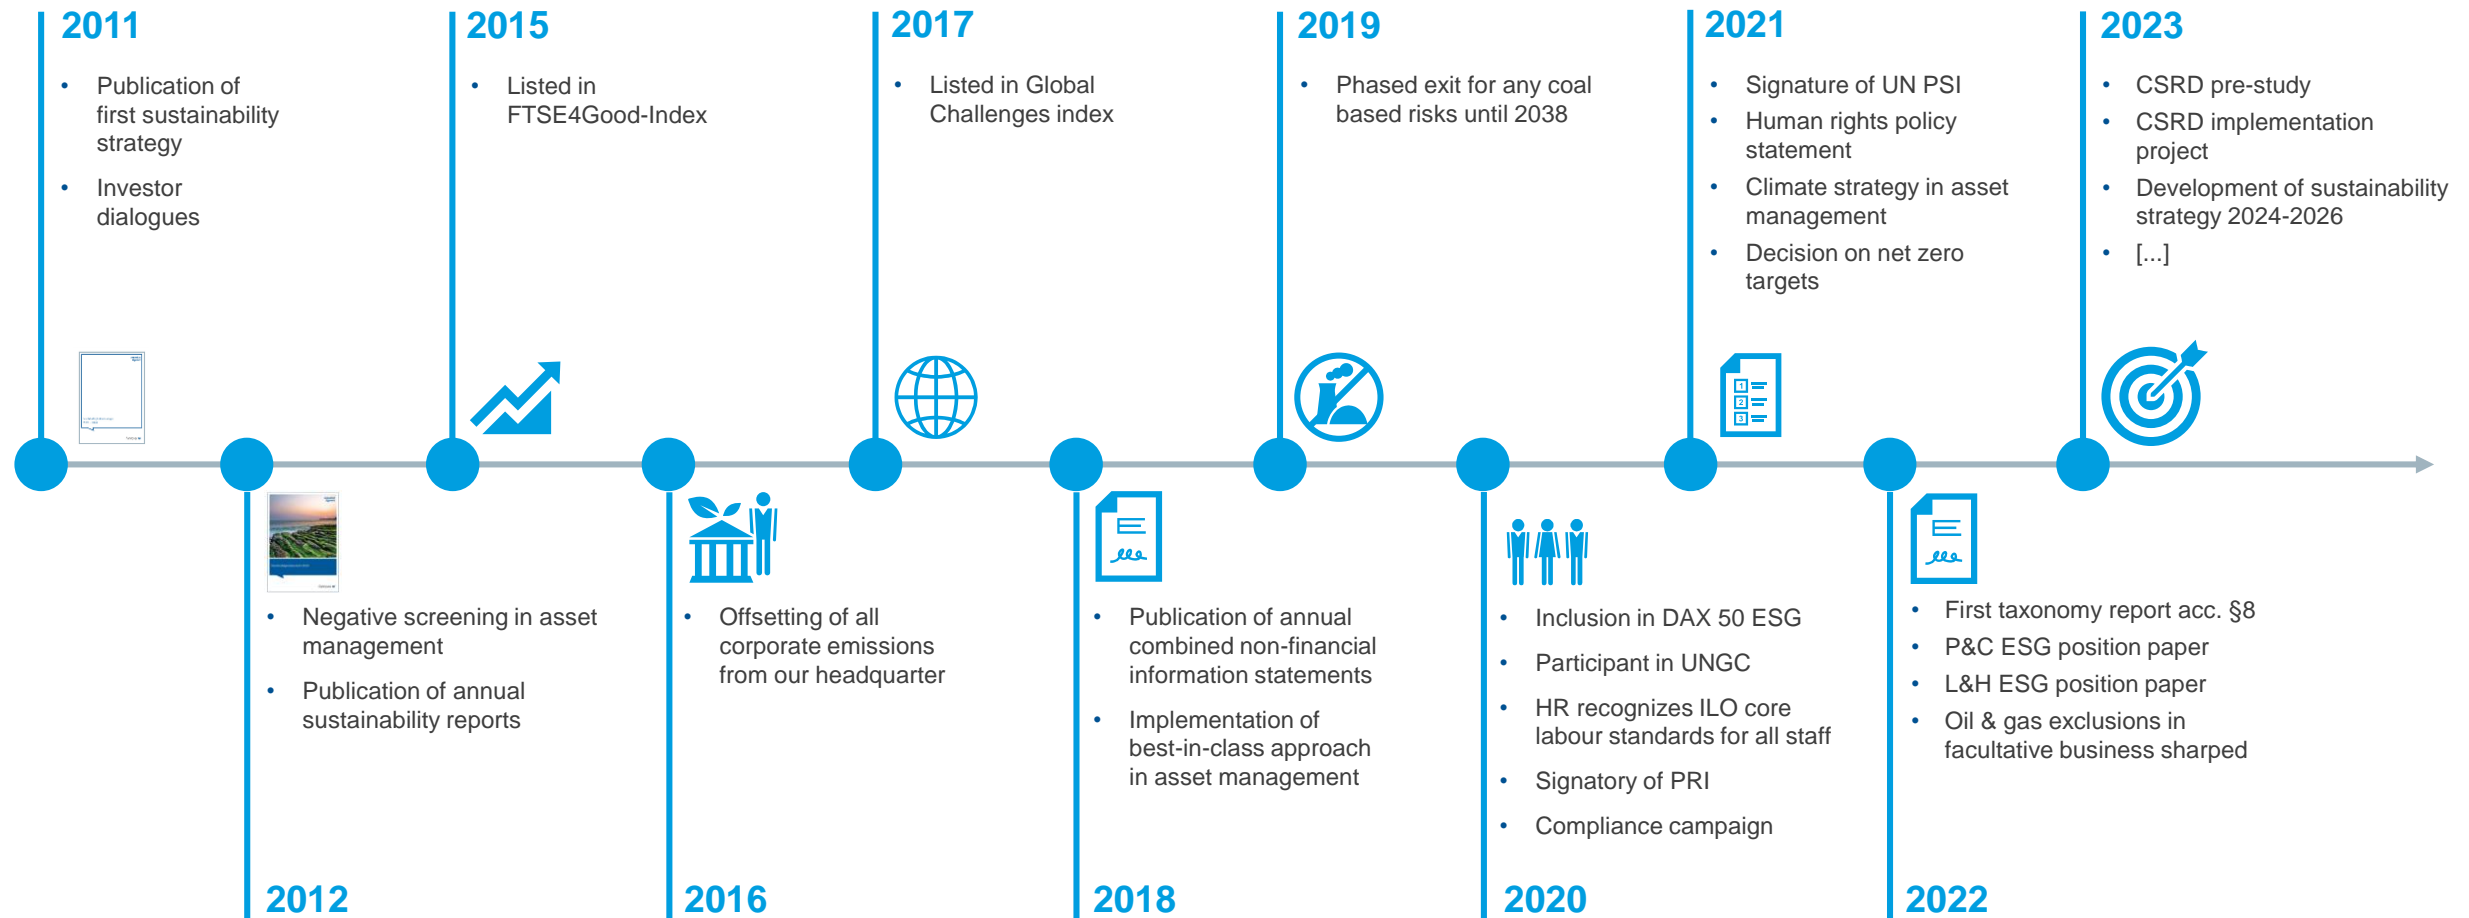 2011
• Publication of
first sustainability
strategy
• Investor
dialogues
2015
• Listed in
FTSE4Good-Index
2017
• Listed in Global
Challenges index
2019
• Phased exit for any coal
based risks until 2038
2021
• Signature of UN PSI
• Human rights policy
statement
• Climate strategy in asset
management
• Decision on net zero
targets
2023
• CSRD pre-study
• CSRD implementation
project
• Development of sustainability
strategy 2024-2026
• [...]
1
2
3
• Negative screening in asset
management
• Publication of annual
sustainability reports
2012
• Offsetting of all
corporate emissions
from our headquarter
2016
• Publication of annual
combined non-financial
information statements
• Implementation of
best-in-class approach
in asset management
2018
• Inclusion in DAX 50 ESG
• Participant in UNGC
• HR recognizes ILO core
labour standards for all staff
• Signatory of PRI
• Compliance campaign
2020
• First taxonomy report acc. §8
• P&C ESG position paper
• L&H ESG position paper
• Oil & gas exclusions in
facultative business sharped
2022